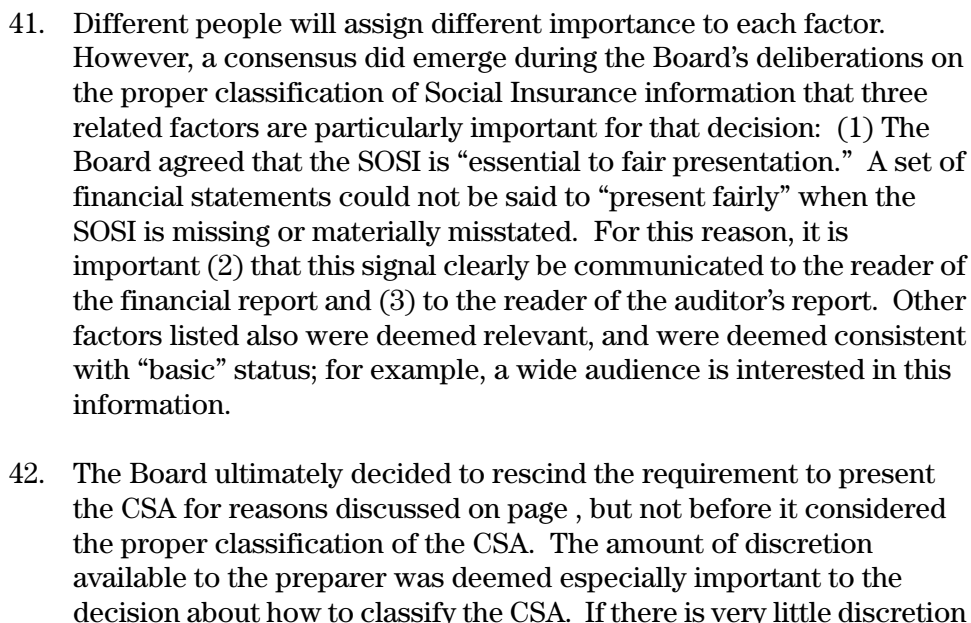 41. Different people will assign different importance to each factor.
However, a consensus did emerge during the Board’s deliberations on
the proper classification of Social Insurance information that three
related factors are particularly important for that decision:  (1) The
Board agreed that the SOSI is “essential to fair presentation.”  A set of
financial statements could not be said to “present fairly” when the
SOSI is missing or materially misstated.  For this reason, it is
important (2) that this signal clearly be communicated to the reader of
the financial report and (3) to the reader of the auditor’s report.  Other
factors listed also were deemed relevant, and were deemed consistent
with “basic” status; for example, a wide audience is interested in this
information.
42. The Board ultimately decided to rescind the requirement to present
the CSA for reasons discussed on page , but not before it considered
the proper classification of the CSA.  The amount of discretion
available to the preparer was deemed especially important to the
decision about how to classify the CSA.  If there is very little discretion